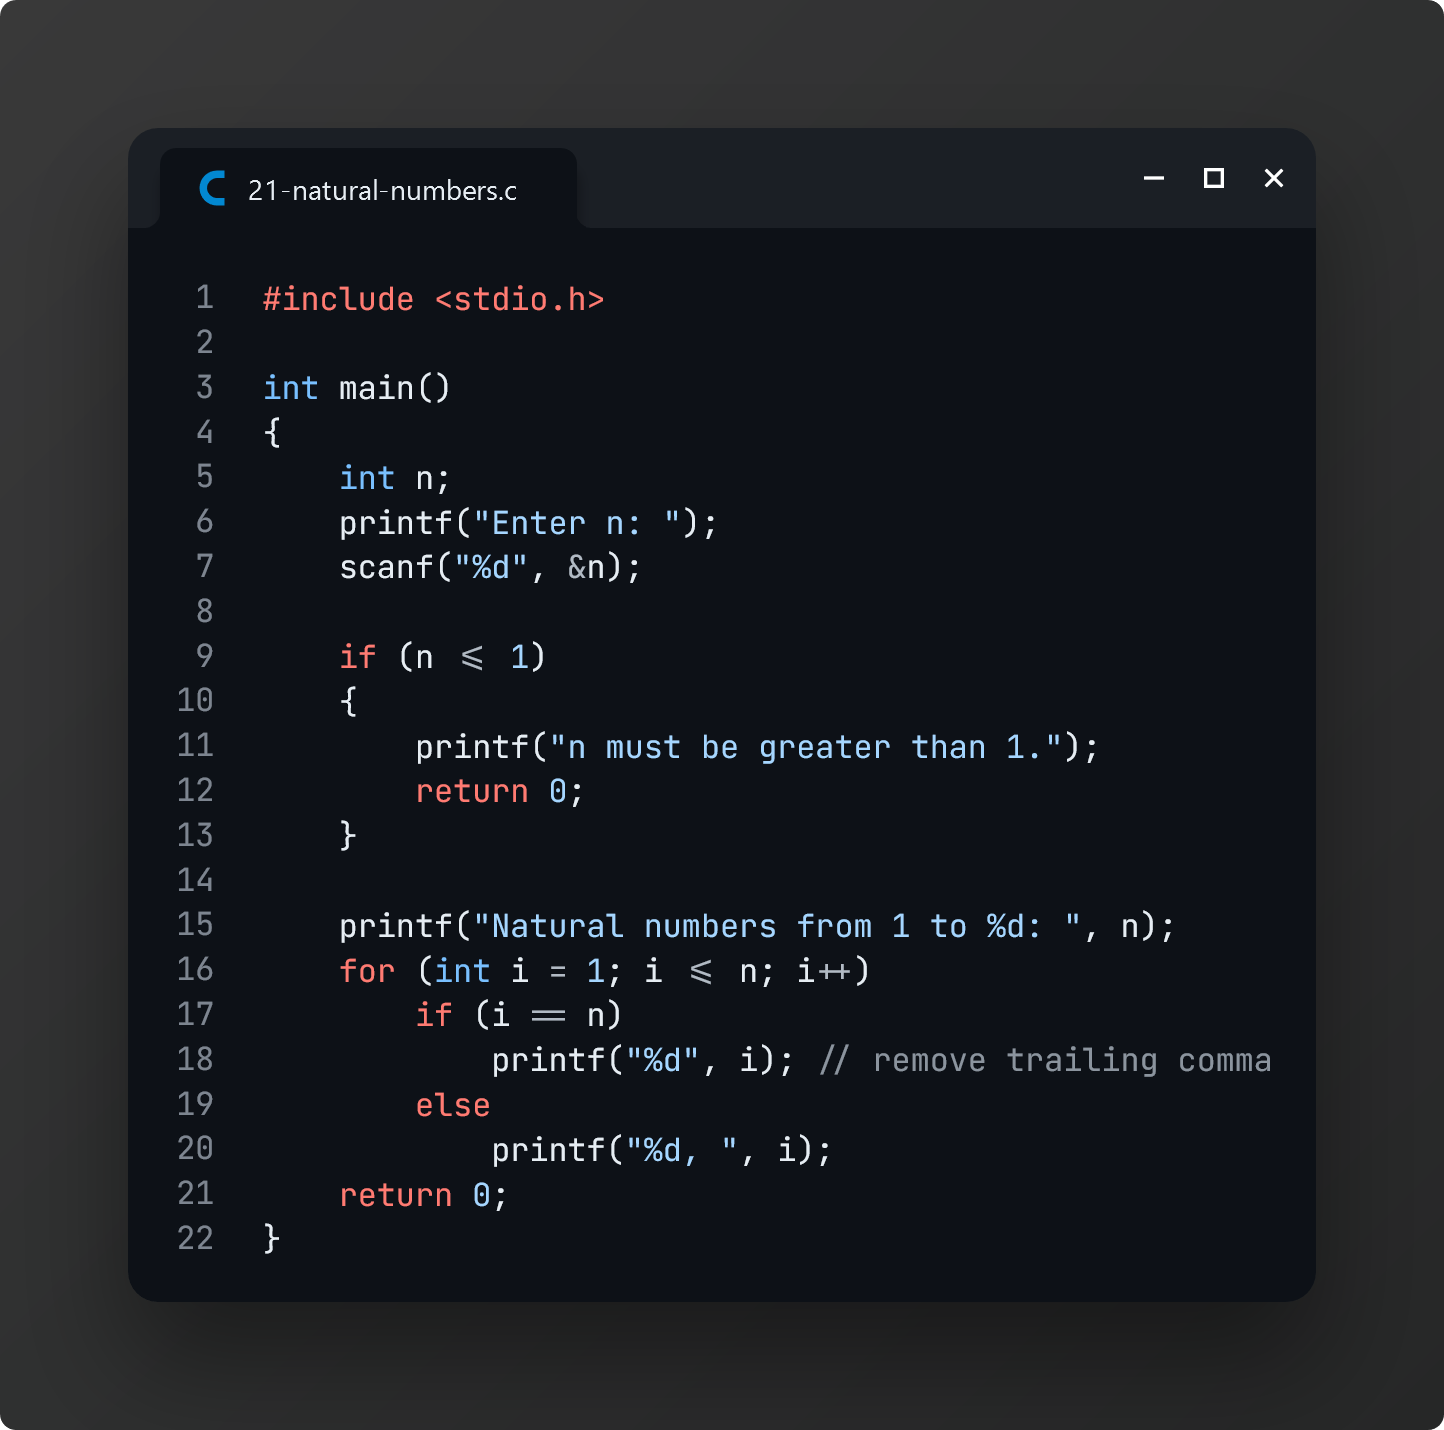 21-natural-numbers.c
1 #include <stdio.h>
2
3 int main()
4 {
5     int n;
6     printf("Enter n: ");
7     scanf("%d", &n);
8
9     if (n <= 1)
10     {
11         printf("n must be greater than 1.");
12         return 0;
13     }
14
15     printf("Natural numbers from 1 to %d: ", n);
16     for (int i = 1; i <= n; i++)
17         if (i == n)
18             printf("%d", i); // remove trailing comma
19         else
20             printf("%d, ", i);
21     return 0;
22 }